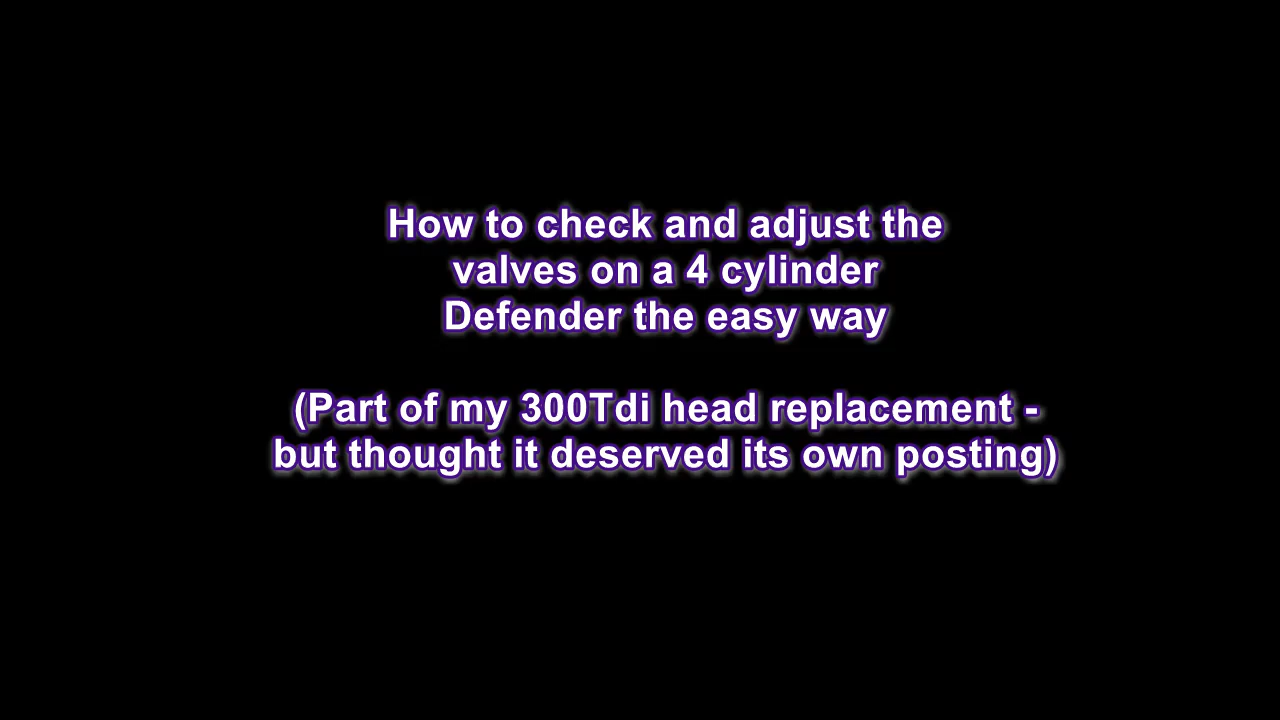 How to check and adjust the
valves on a 4 cylinder
Defender the easy way
(Part of my 300Tdi head replacement -
but thought it deserved its own posting)